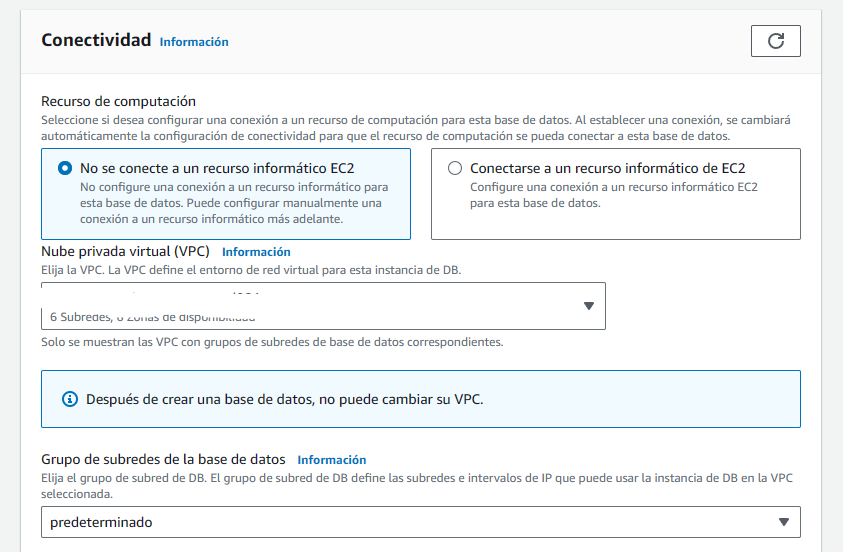 Conectividad Información
Recurso de computación
Seleccione si desea configurar una conexión a un recurso de computación para esta base de datos. Al establecer una conexión, se cambiará
automáticamente la configuración de conectividad para que el recurso de computación se pueda conectar a esta base de datos.
No se conecte a un recurso informático EC2
No configure una conexión a un recurso informático para
esta base de datos. Puede configurar manualmente una
conexión a un recurso informático más adelante.
Conectarse a un recurso informático de EC2
Configure una conexión a un recurso informático EC2
para esta base de datos.
Nube privada virtual (VPC) Información
Elija la VPC. La VPC define el entorno de red virtual para esta instancia de DB.
6 Subredes, 6 Zonas de disponibilidad
Solo se muestran las VPC con grupos de subredes de base de datos correspondientes.
Después de crear una base de datos, no puede cambiar su VPC.
Grupo de subredes de la base de datos Información
Elija el grupo de subred de DB. El grupo de subred de DB define las subredes e intervalos de IP que puede usar la instancia de DB en la VPC
seleccionada.
predeterminado